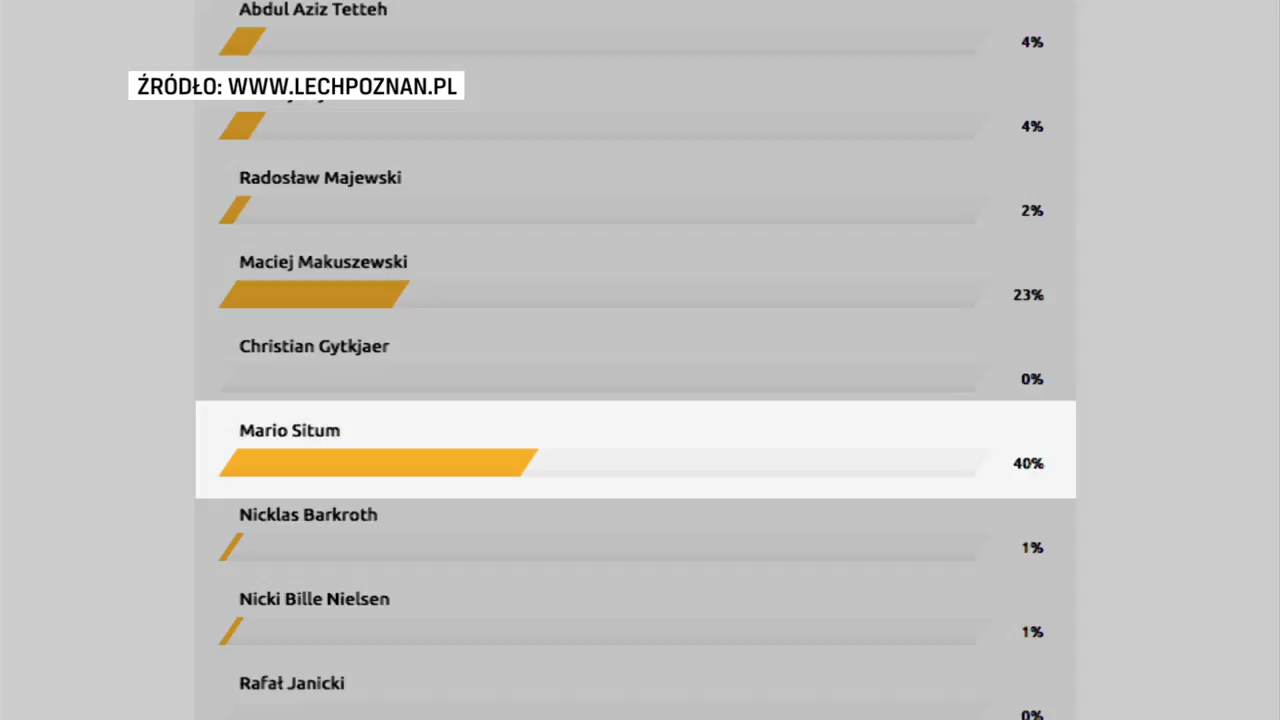 Abdul Aziz Tetteh
4%
ŹRÓDŁO: WWW.LECHPOZNAN.PL
4%
Radosław Majewski
2%
Maciej Makuszewski
23%
Christian Gytkjaer
0%
Mario Situm
40%
Nicklas Barkroth
1%
Nicki Bille Nielsen
1%
Rafał Janicki
0%